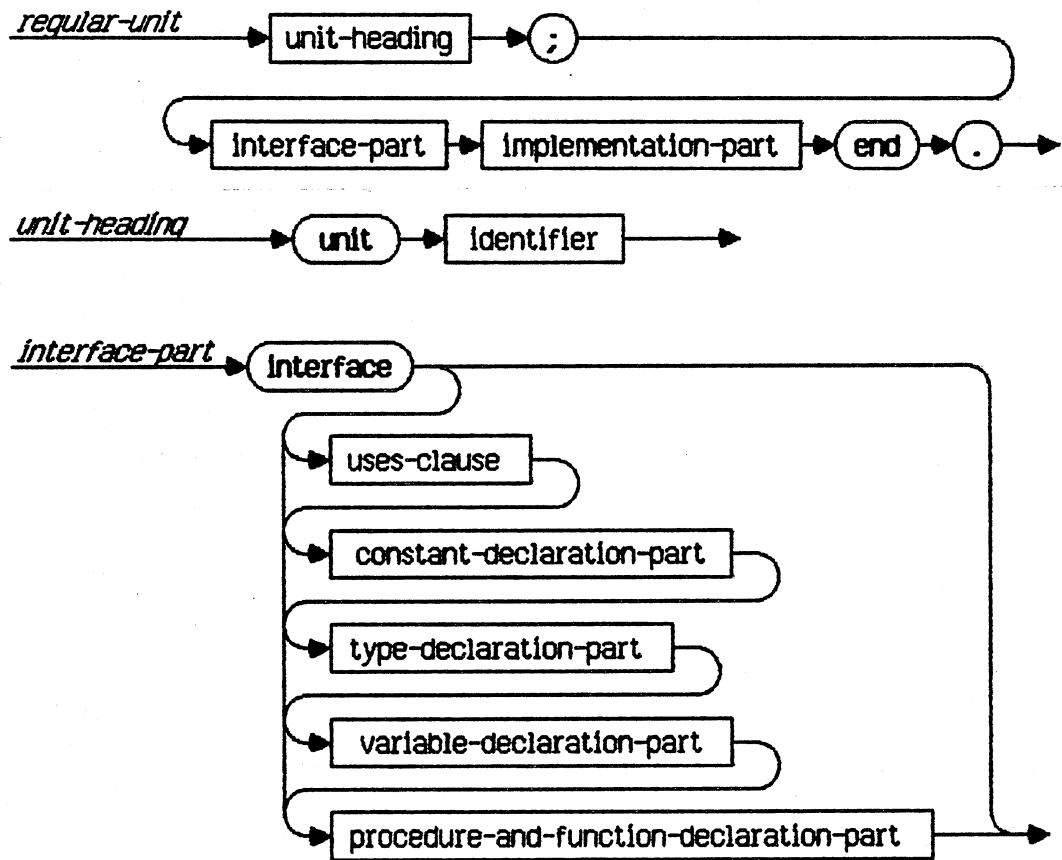 regular-unit unit-heading ;
interface-part implementation-part end .
unit-heading unit identifier
interface-part interface
uses-clause
constant-declaration-part
type-declaration-part
variable-declaration-part
procedure-and-function-declaration-part